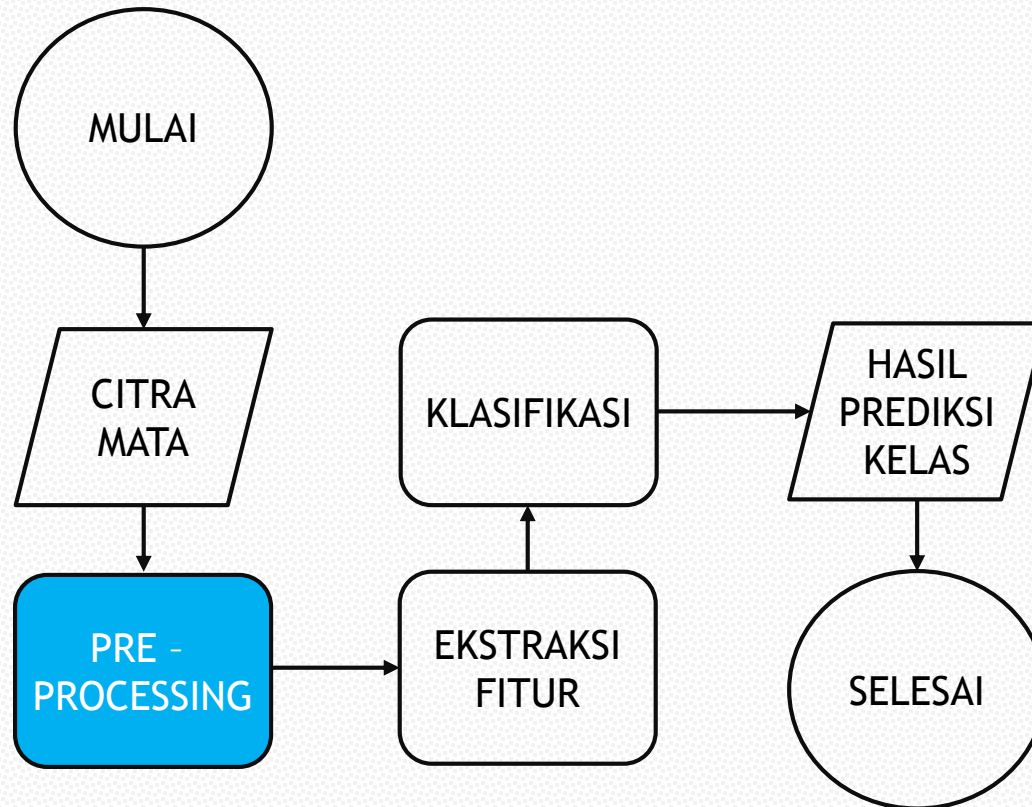 MULAI
CITRA
MATA
PRE –
PROCESSING
EKSTRAKSI
FITUR
KLASIFIKASI
HASIL
PREDIKSI
KELAS
SELESAI